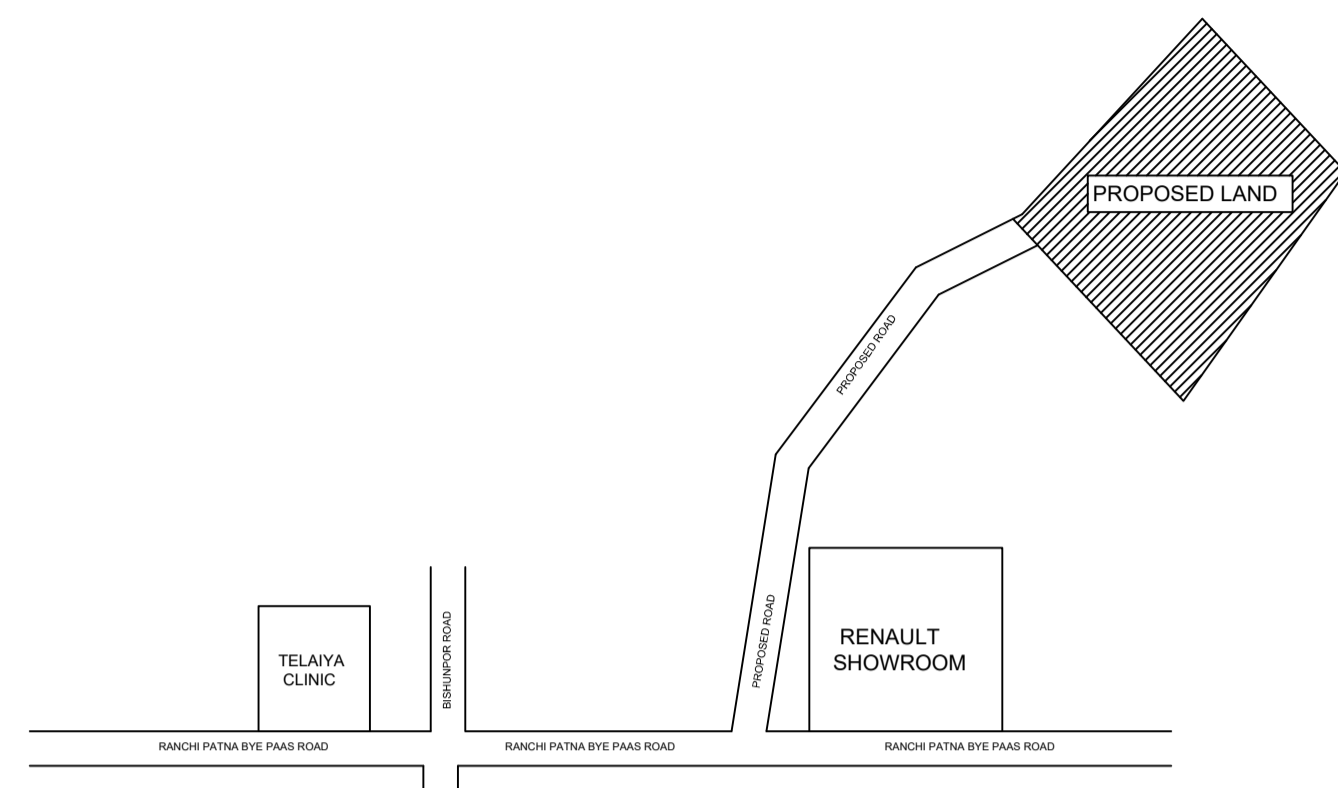 PROPOSED LAND
PROPOSED ROAD
PROPOSED ROAD
BISHUNPOR ROAD
TELAIYA
CLINIC
RENAULT
SHOWROOM
RANCHI PATNA BYE PAAS ROAD
RANCHI PATNA BYE PAAS ROAD
RANCHI PATNA BYE PAAS ROAD